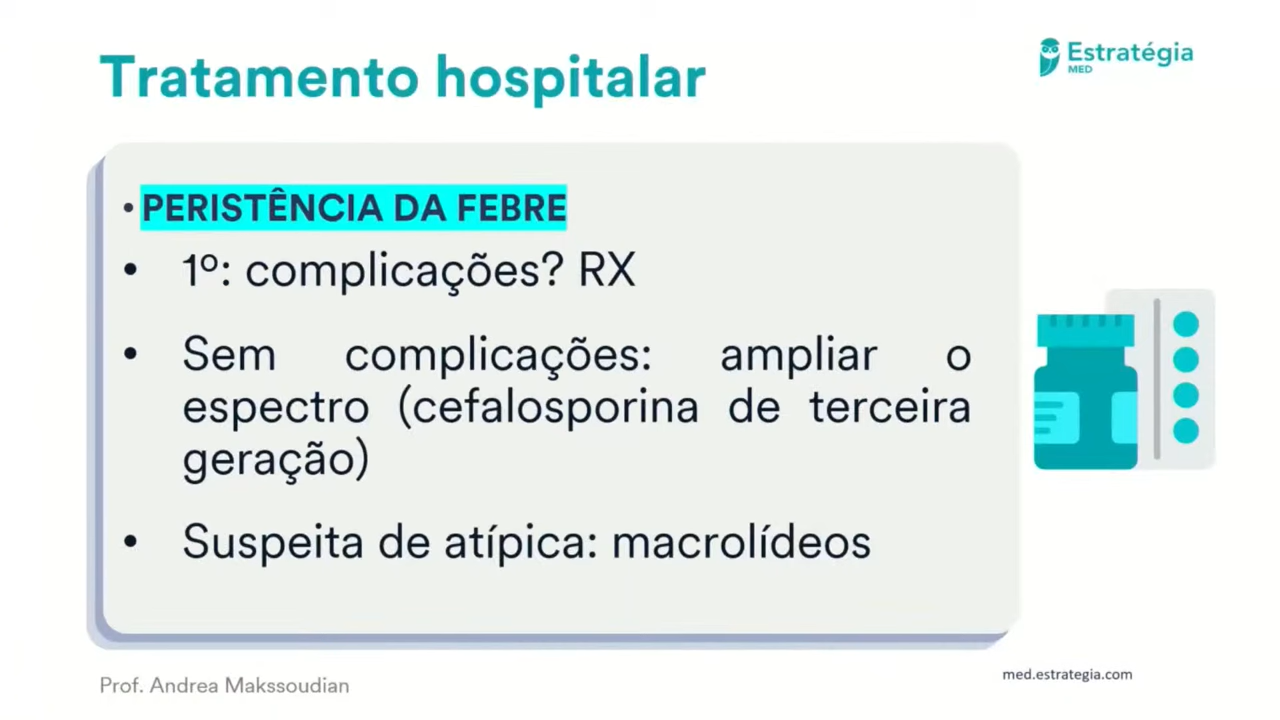 Tratamento hospitalar
Estratégia
MED
• PERISTÊNCIA DA FEBRE
• 1º: complicações? RX
• Sem complicações: ampliar o
espectro (cefalosporina de terceira
geração)
• Suspeita de atípica: macrolídeos
Prof. Andrea Makssoudian
med.estrategia.com